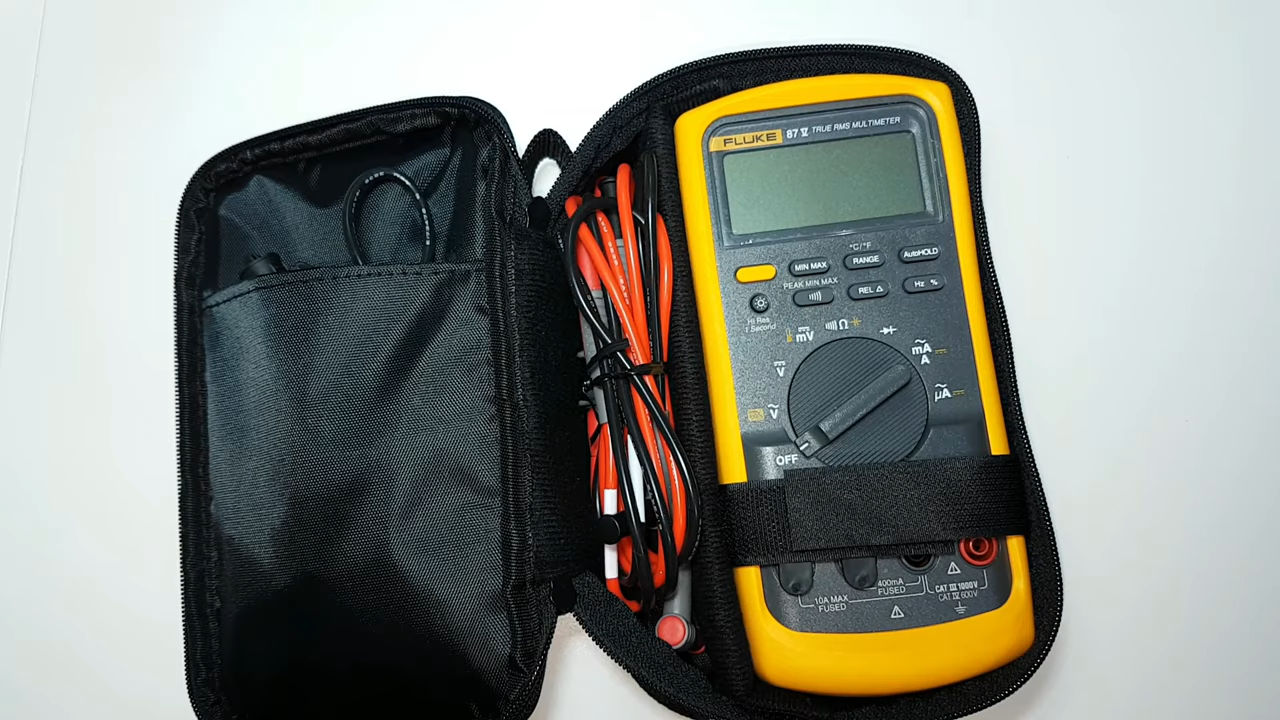 FLUKE 87 V TRUE RMS MULTIMETER
°C/°F
MIN MAX RANGE AutoHOLD
PEAK MIN MAX
REL Δ Hz %
Hi Res
1 Second
mV Ω
V mA
A
V µA
OFF
400mA
FUSED
10A MAX
FUSED
CAT III 1000V
CAT IV 600V